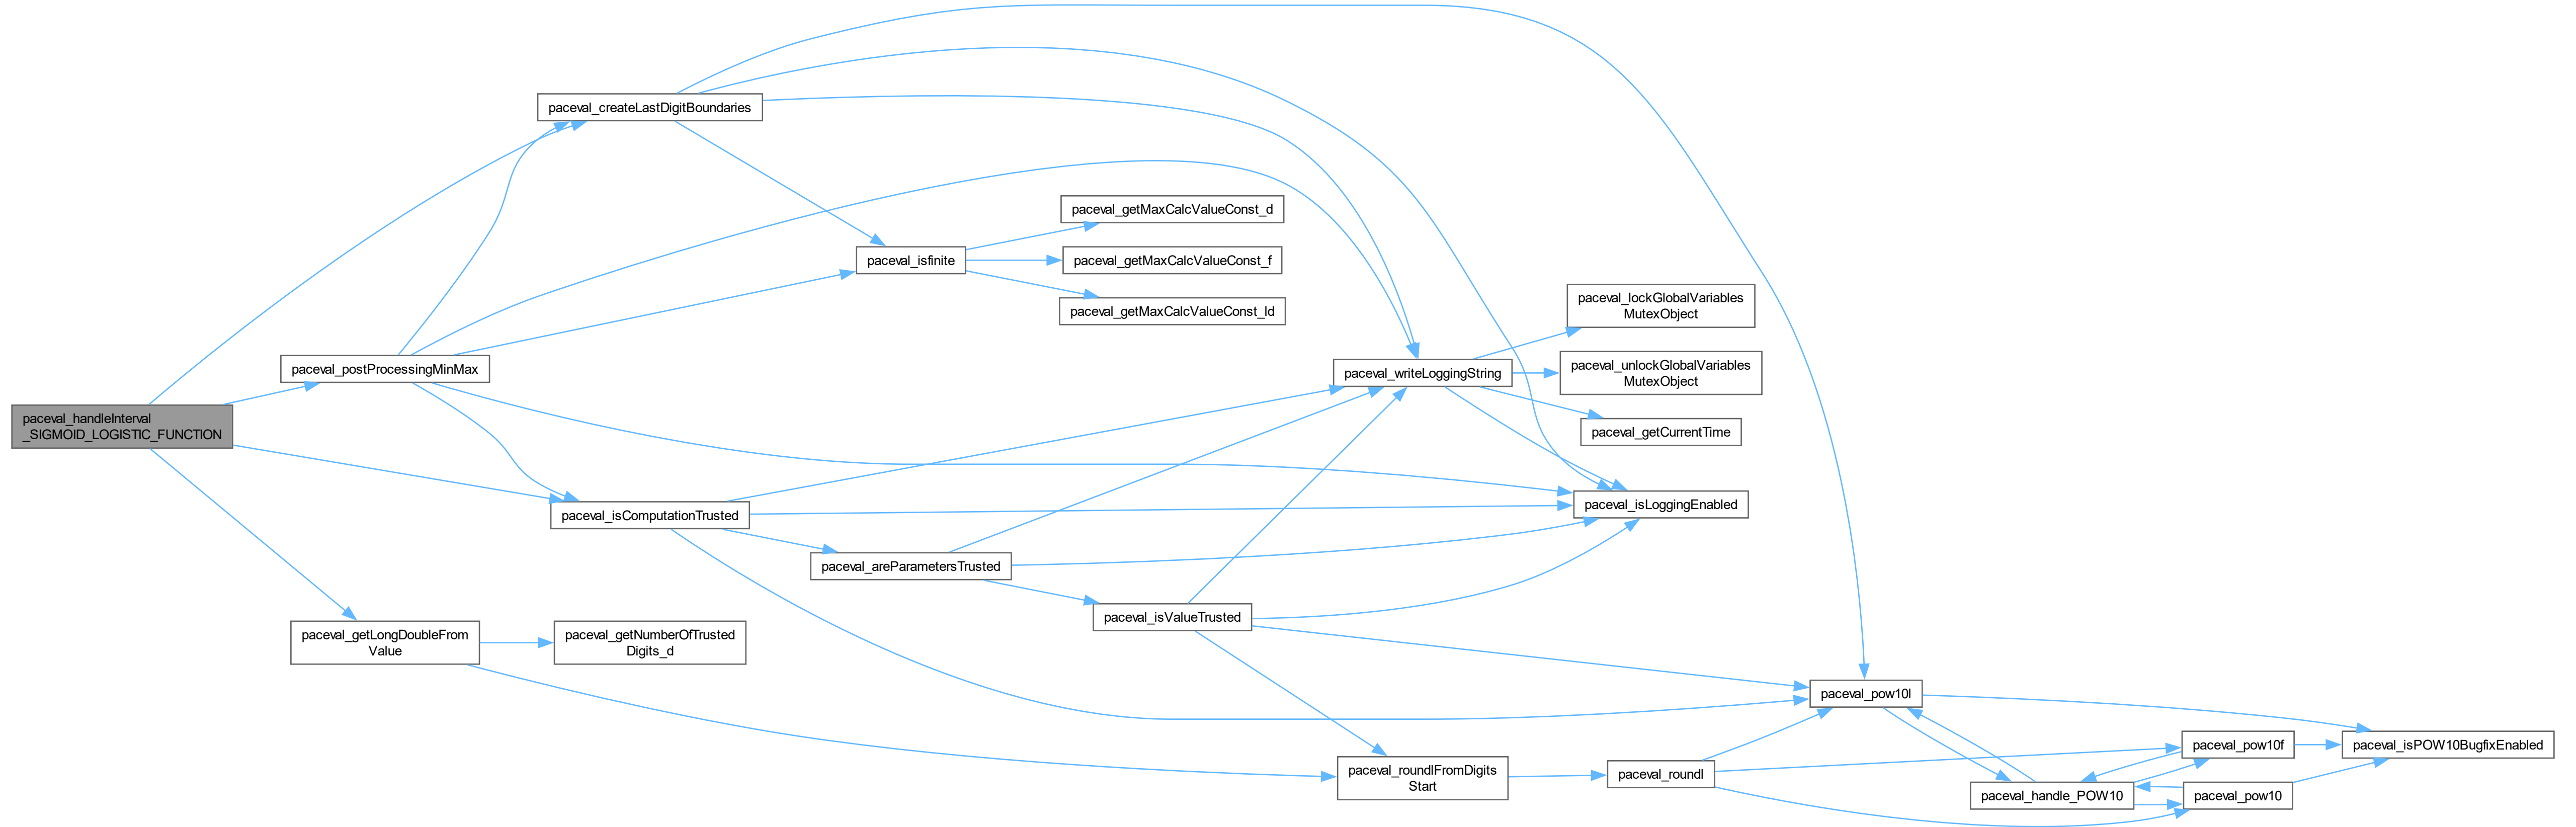 paceval_createLastDigitBoundaries
paceval_getMaxCalcValueConst_d
paceval_isfinite
paceval_getMaxCalcValueConst_f
paceval_getMaxCalcValueConst_ld
paceval_lockGlobalVariables
MutexObject
paceval_postProcessingMinMax
paceval_writeLoggingString
paceval_unlockGlobalVariables
MutexObject
paceval_handleInterval
_SIGMOID_LOGISTIC_FUNCTION
paceval_getCurrentTime
paceval_isComputationTrusted
paceval_isLoggingEnabled
paceval_areParametersTrusted
paceval_isValueTrusted
paceval_getLongDoubleFrom
Value
paceval_getNumberOfTrusted
Digits_d
paceval_pow10l
paceval_roundlFromDigits
Start
paceval_roundl
paceval_pow10f
paceval_isPOW10BugfixEnabled
paceval_handle_POW10
paceval_pow10